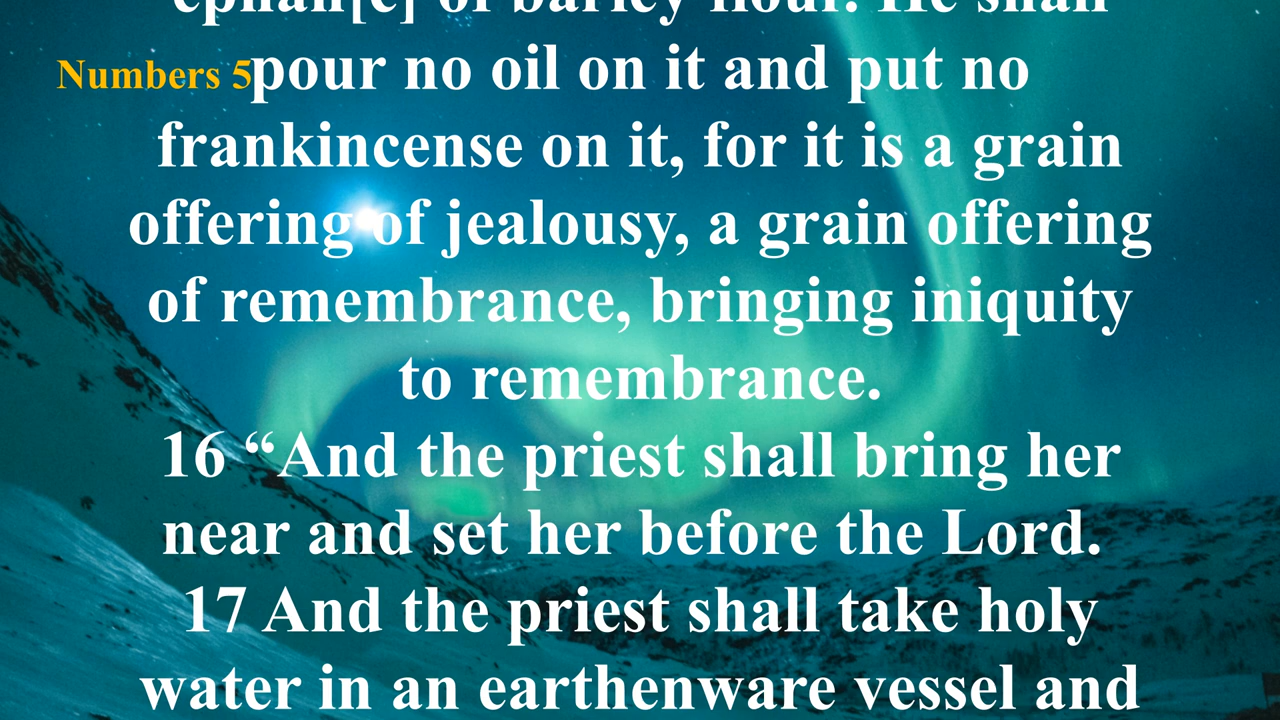 ephah[c] of barley flour. He shall
Numbers 5
pour no oil on it and put no
frankincense on it, for it is a grain
offering of jealousy, a grain offering
of remembrance, bringing iniquity
to remembrance.
16 “And the priest shall bring her
near and set her before the Lord.
17 And the priest shall take holy
water in an earthenware vessel and